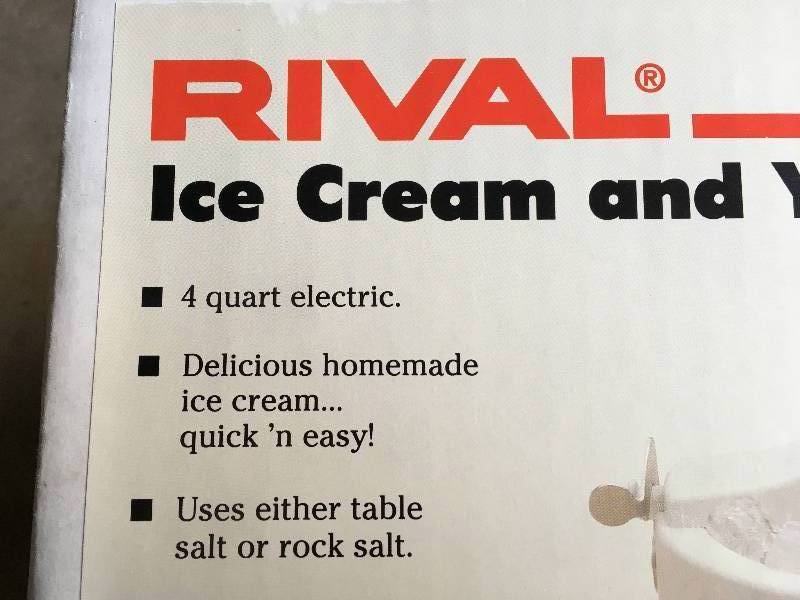 RIVAL®
Ice Cream and
■ 4 quart electric.
■ Delicious homemade
ice cream...
quick 'n easy!
■ Uses either table
salt or rock salt.